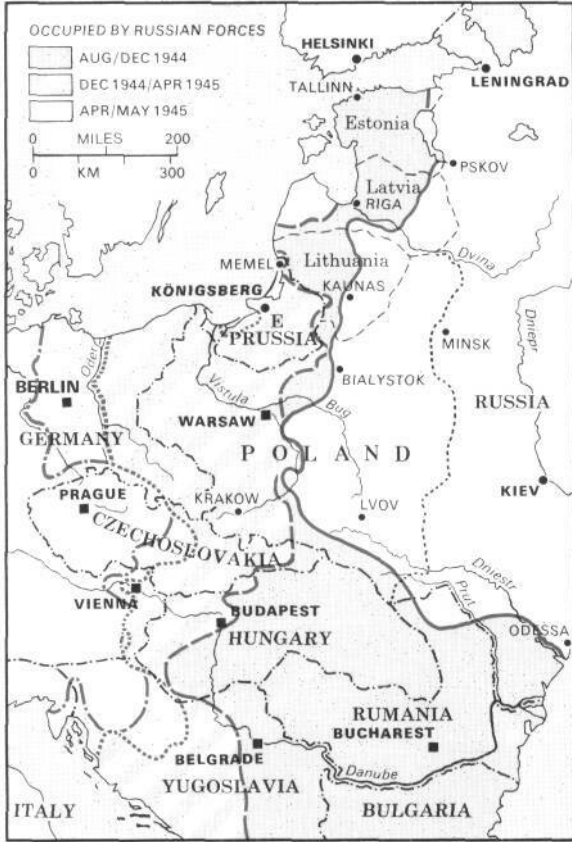 OCCUPIED BY RUSSIAN FORCES
AUG/DEC 1944
DEC 1944/APR 1945
APR/MAY 1945
0 MILES 200
0 KM 300
HELSINKI
LENINGRAD
TALLINN
Estonia
PSKOV
Latvia
RIGA
Dvina
MEMEL
Lithuania
KAUNAS
KÖNIGSBERG
E
PRUSSIA
MINSK
Dniepr
Oder
BERLIN
Vistula
BIALYSTOK
Bug
RUSSIA
WARSAW
GERMANY
POLAND
PRAGUE
KRAKOW
LVOV
KIEV
CZECHOSLOVAKIA
Dniestr
Prut
VIENNA
BUDAPEST
HUNGARY
ODESSA
RUMANIA
BUCHAREST
BELGRADE
Danube
YUGOSLAVIA
ITALY
BULGARIA